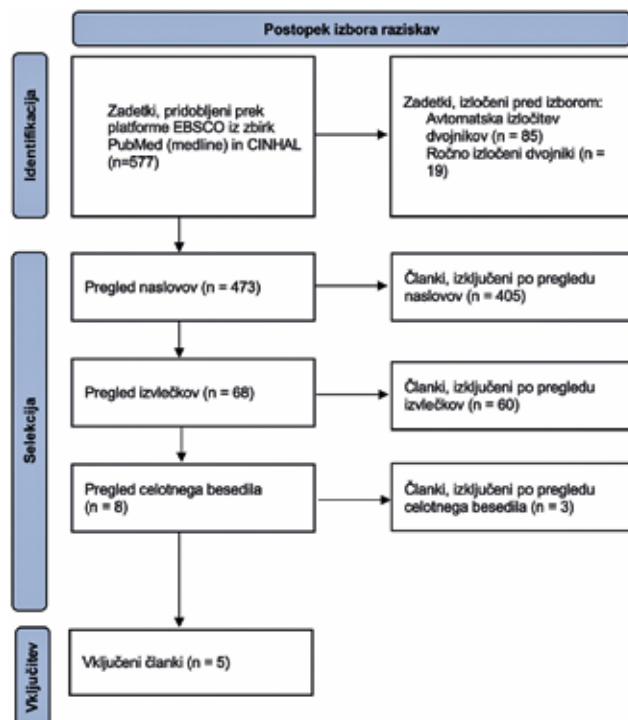 Postopek izbora raziskav
Identifikacija
Zadetki, pridobljeni prek
platforme EBSCO iz zbirk
PubMed (medline) in CINHAL
(n=577)
Zadetki, izločeni pred izborom:
Avtomatska izločitev
dvojnikov (n = 85)
Ročno izločeni dvojniki (n =
19)
Selekcija
Pregled naslovov (n = 473)
Članki, izključeni po pregledu
naslovov (n = 405)
Pregled izvlečkov (n = 68)
Članki, izključeni po pregledu
izvlečkov (n = 60)
Pregled celotnega besedila
(n = 8)
Članki, izključeni po pregledu
celotnega besedila (n = 3)
Vključitev
Vključeni članki (n = 5)